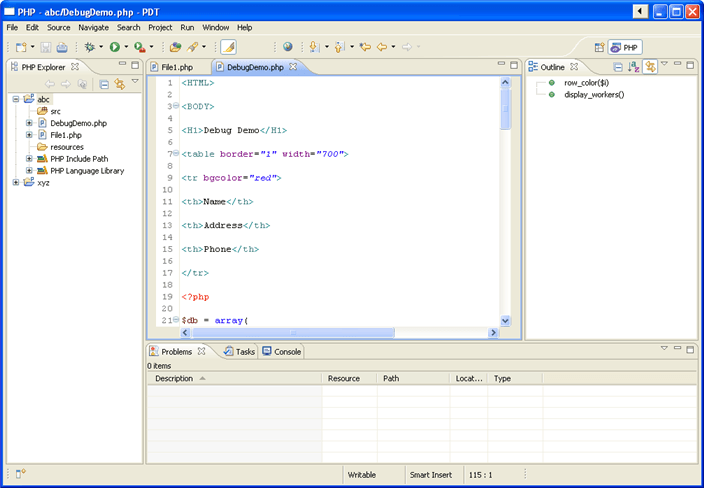 PHP - abc/DebugDemo.php - PDT
File Edit Source Navigate Search Project Run Window Help
PHP
PHP Explorer
abc
src
DebugDemo.php
File1.php
resources
PHP Include Path
PHP Language Library
xyz
File1.php DebugDemo.php
1 <HTML>
2
3 <BODY>
4
5 <H1>Debug Demo</H1>
6
7 <table border="1" width="700">
8
9 <tr bgcolor="red">
10
11 <th>Name</th>
12
13 <th>Address</th>
14
15 <th>Phone</th>
16
17 </tr>
18
19 <?php
20
21 $db = array(
Outline
row_color($i)
display_workers()
Problems Tasks Console
0 items
Description Resource Path Locat... Type
Writable Smart Insert 115 : 1